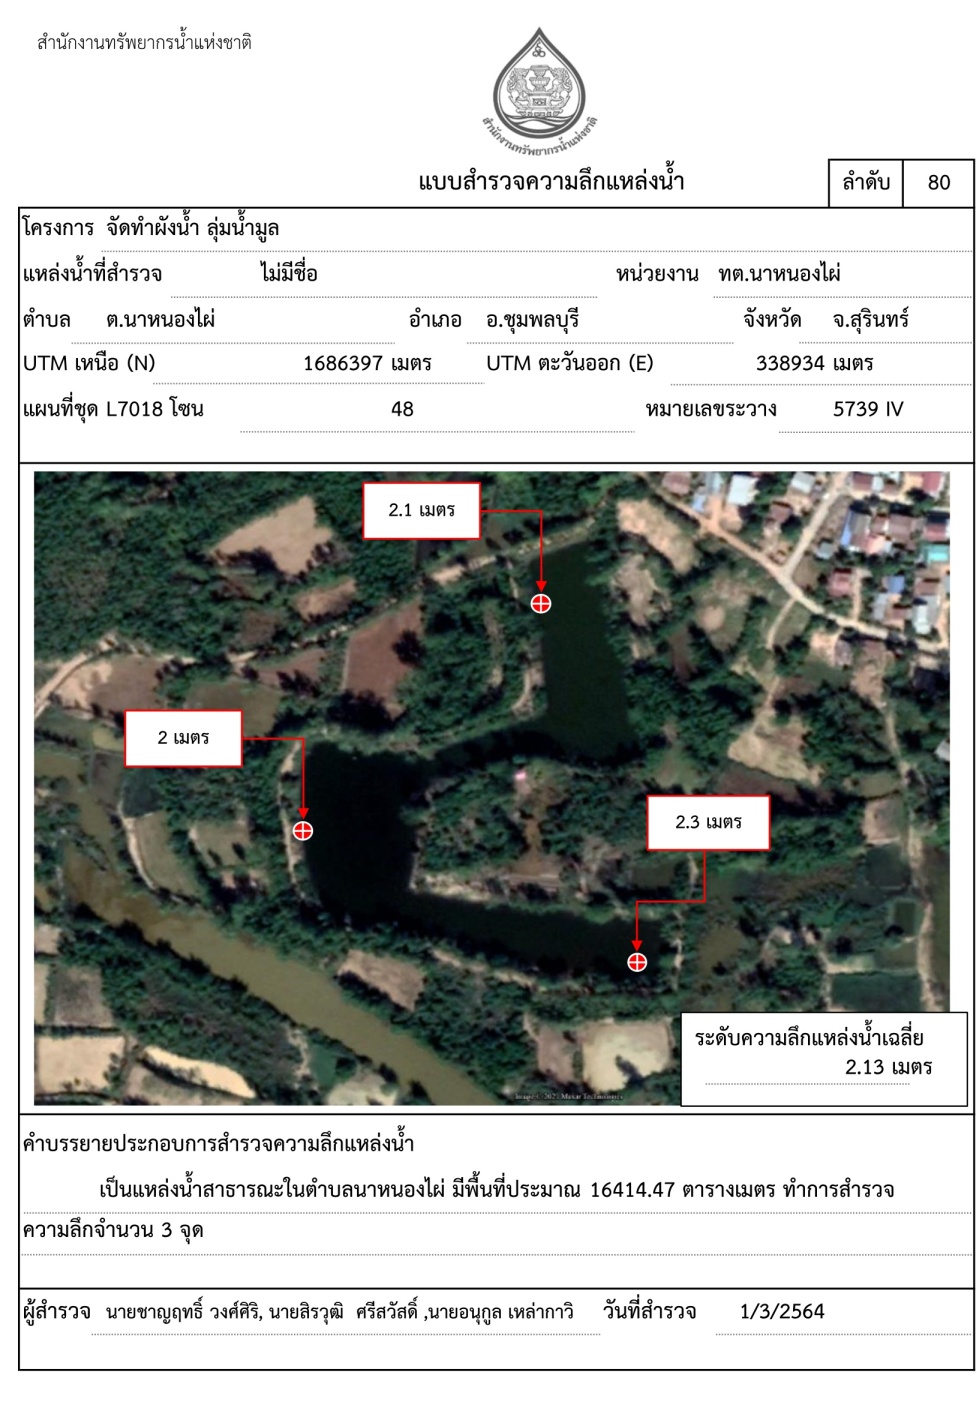 สำนักงานทรัพยากรน้ำแห่งชาติ
สำนักงานทรัพยากรน้ำแห่งชาติ
แบบสำรวจความลึกแหล่งน้ำ
ลำดับ 80
โครงการ จัดทำผังน้ำ ลุ่มน้ำมูล
แหล่งน้ำที่สำรวจ ไม่มีชื่อ หน่วยงาน ทต.นาหนองไผ่
ตำบล ต.นาหนองไผ่ อำเภอ อ.ชุมพลบุรี จังหวัด จ.สุรินทร์
UTM เหนือ (N) 1686397 เมตร UTM ตะวันออก (E) 338934 เมตร
แผนที่ชุด L7018 โซน 48 หมายเลขระวาง 5739 IV
2.1 เมตร
2 เมตร
2.3 เมตร
ระดับความลึกแหล่งน้ำเฉลี่ย
2.13 เมตร
Image © 2021 Maxar Technologies
คำบรรยายประกอบการสำรวจความลึกแหล่งน้ำ
เป็นแหล่งน้ำสาธารณะในตำบลนาหนองไผ่ มีพื้นที่ประมาณ 16414.47 ตารางเมตร ทำการสำรวจ
ความลึกจำนวน 3 จุด
ผู้สำรวจ นายชาญฤทธิ์ วงศ์ศิริ, นายสิรวุฒิ ศรีสวัสดิ์ ,นายอนุกูล เหล่ากาวิ วันที่สำรวจ 1/3/2564